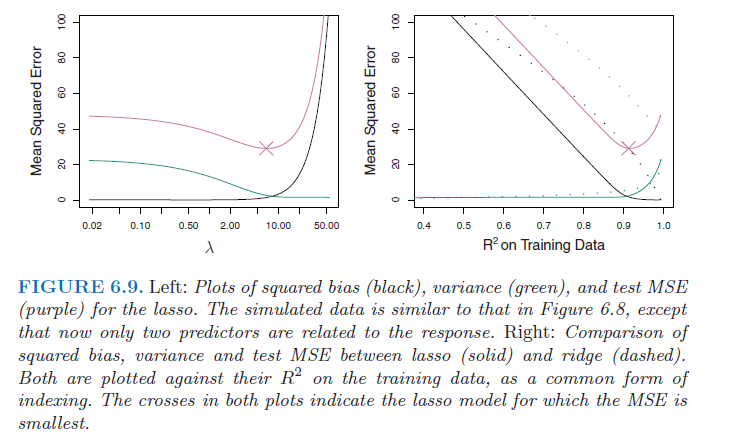 Mean Squared Error
0 20 40 60 80 100
0.02 0.10 0.50 2.00 10.00 50.00
λ
Mean Squared Error
0 20 40 60 80 100
0.4 0.5 0.6 0.7 0.8 0.9 1.0
R² on Training Data
FIGURE 6.9. Left: Plots of squared bias (black), variance (green), and test MSE
(purple) for the lasso. The simulated data is similar to that in Figure 6.8, except
that now only two predictors are related to the response. Right: Comparison of
squared bias, variance and test MSE between lasso (solid) and ridge (dashed).
Both are plotted against their R² on the training data, as a common form of
indexing. The crosses in both plots indicate the lasso model for which the MSE is
smallest.